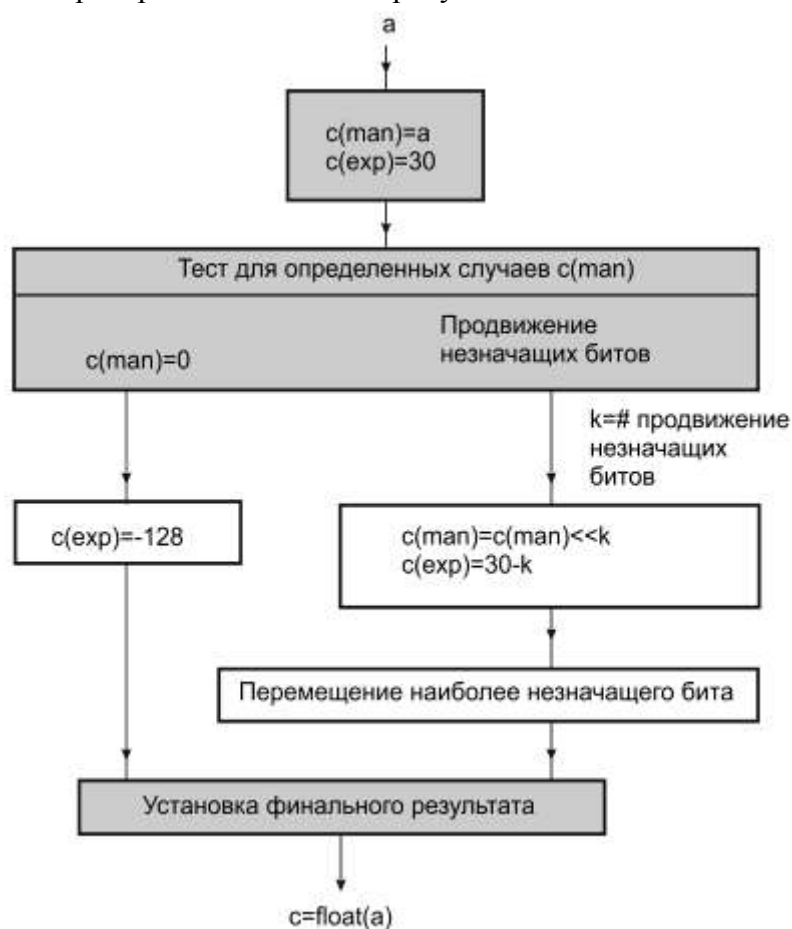 a
c(man)=a
c(exp)=30
Тест для определенных случаев c(man)
c(man)=0
Продвижение
незначащих битов
k=# продвижение
незначащих
битов
c(exp)=-128
c(man)=c(man)<<k
c(exp)=30-k
Перемещение наиболее незначащего бита
Установка финального результата
c=float(a)